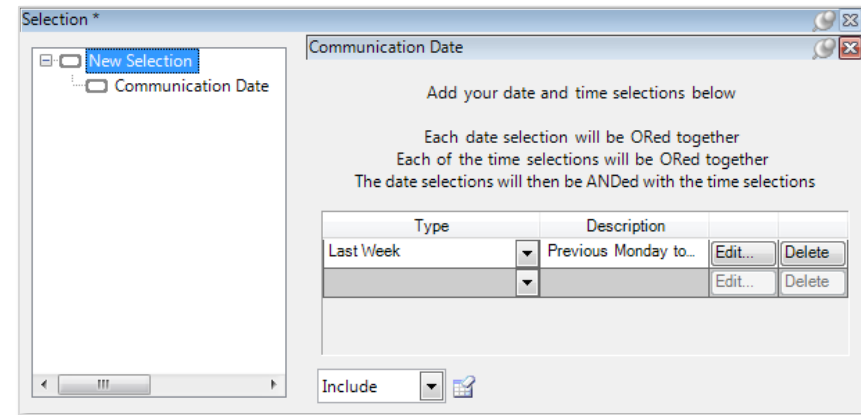 Selection *
New Selection
Communication Date
Communication Date
Add your date and time selections below
Each date selection will be ORed together
Each of the time selections will be ORed together
The date selections will then be ANDed with the time selections
Type Description
Last Week Previous Monday to... Edit... Delete
Edit... Delete
Include